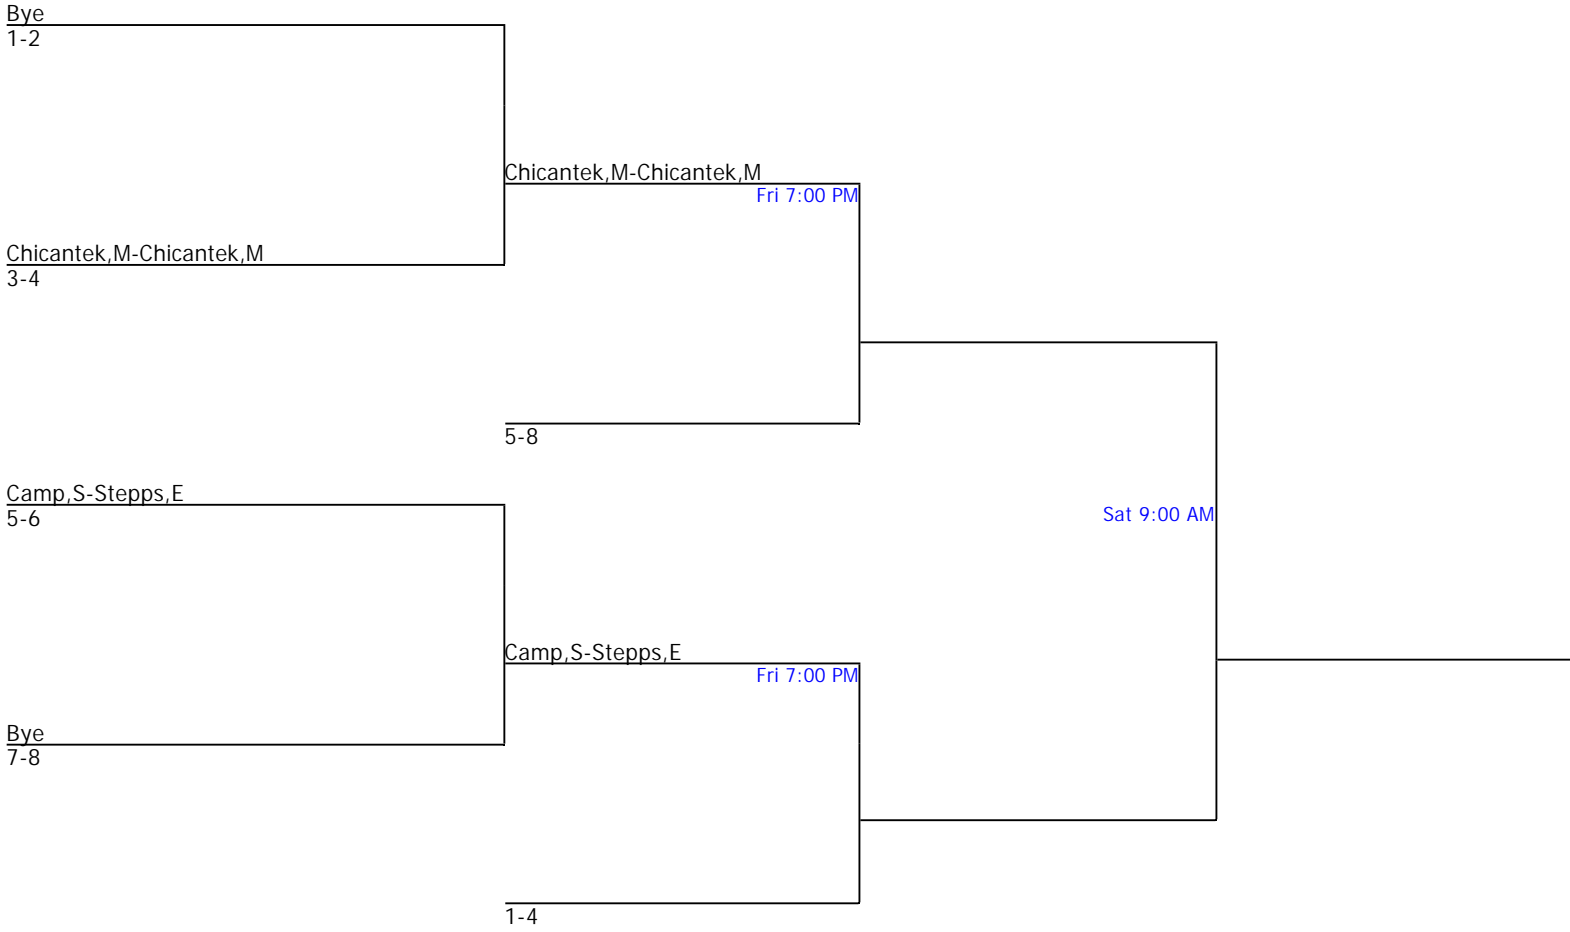 Bye
1-2
Chicantek,M-Chicantek,M
Fri 7:00 PM
Chicantek,M-Chicantek,M
3-4
5-8
Camp,S-Stepps,E
5-6
Sat 9:00 AM
Camp,S-Stepps,E
Fri 7:00 PM
Bye
7-8
1-4